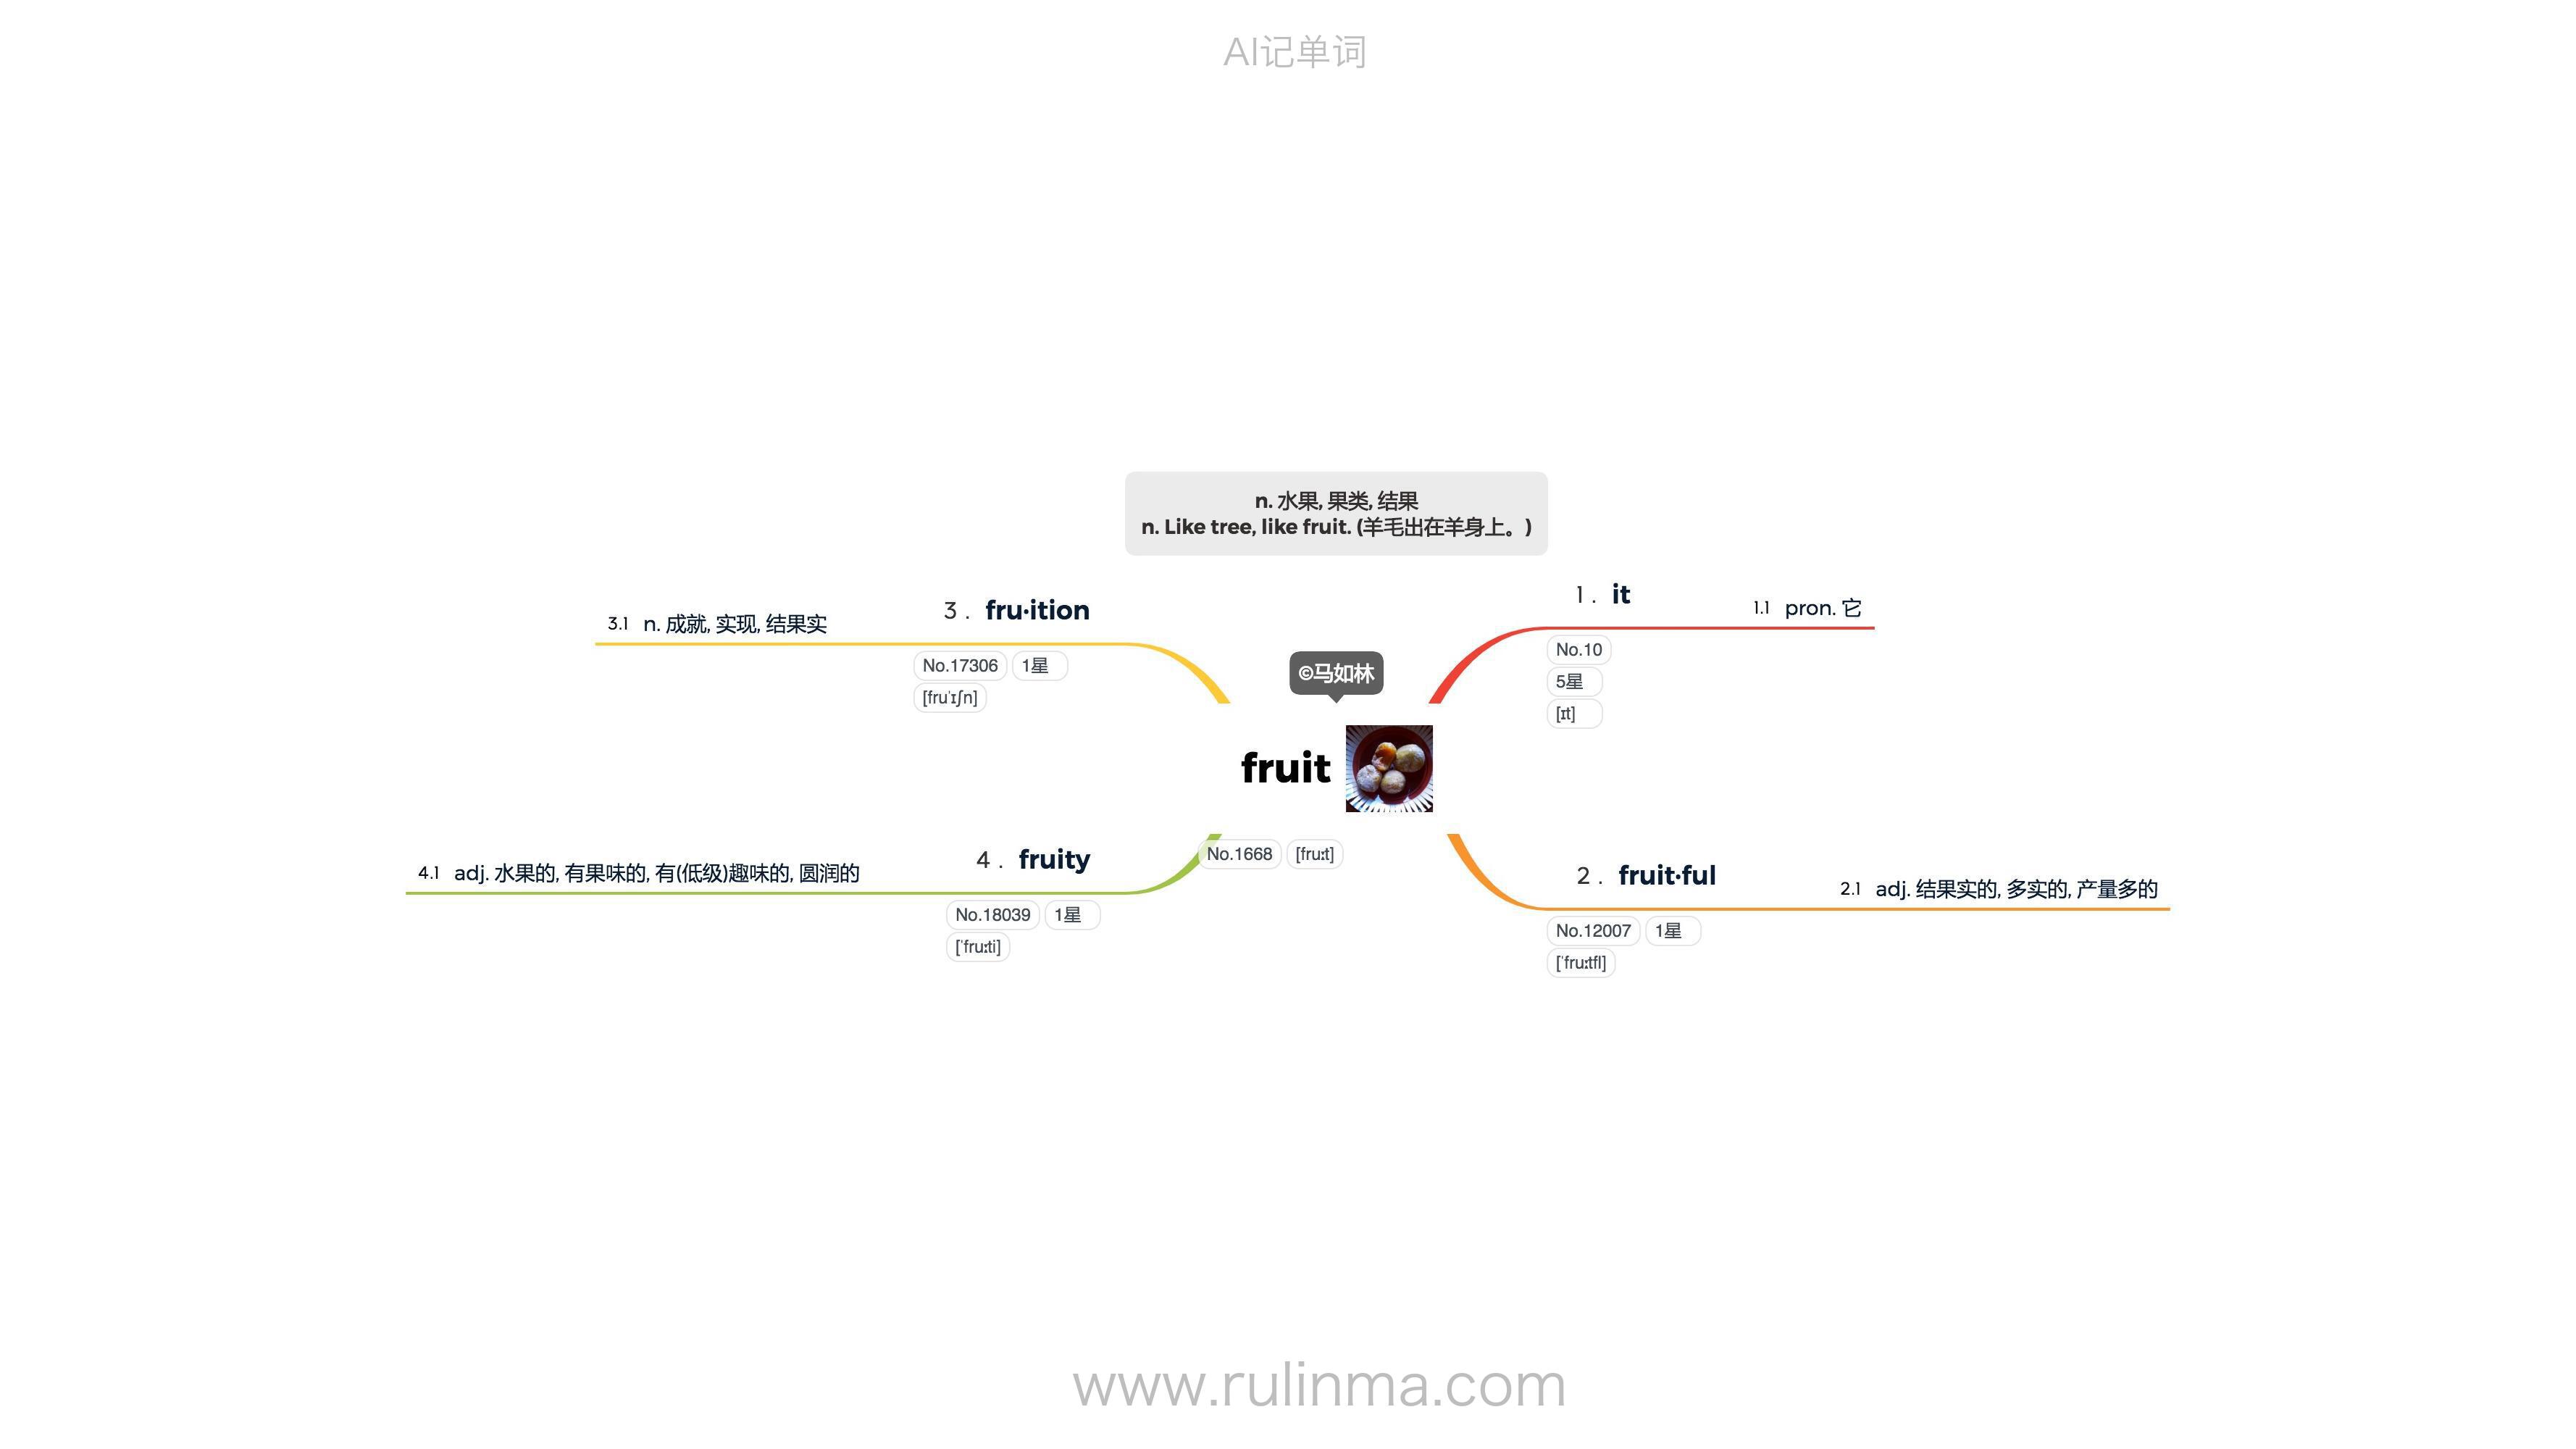 AI记单词
n. 水果, 果类, 结果
n. Like tree, like fruit. (羊毛出在羊身上。)
©马如林
fruit
No.1668 [fruːt]
1 . it
No.10
5星
[ɪt]
1.1 pron. 它
2 . fruit·ful
No.12007 1星
[ˈfruːtfl]
2.1 adj. 结果实的, 多实的, 产量多的
3 . fru·ition
No.17306 1星
[fruˈɪʃn]
3.1 n. 成就, 实现, 结果实
4 . fruity
No.18039 1星
[ˈfruːti]
4.1 adj. 水果的, 有果味的, 有(低级)趣味的, 圆润的
www.rulinma.com